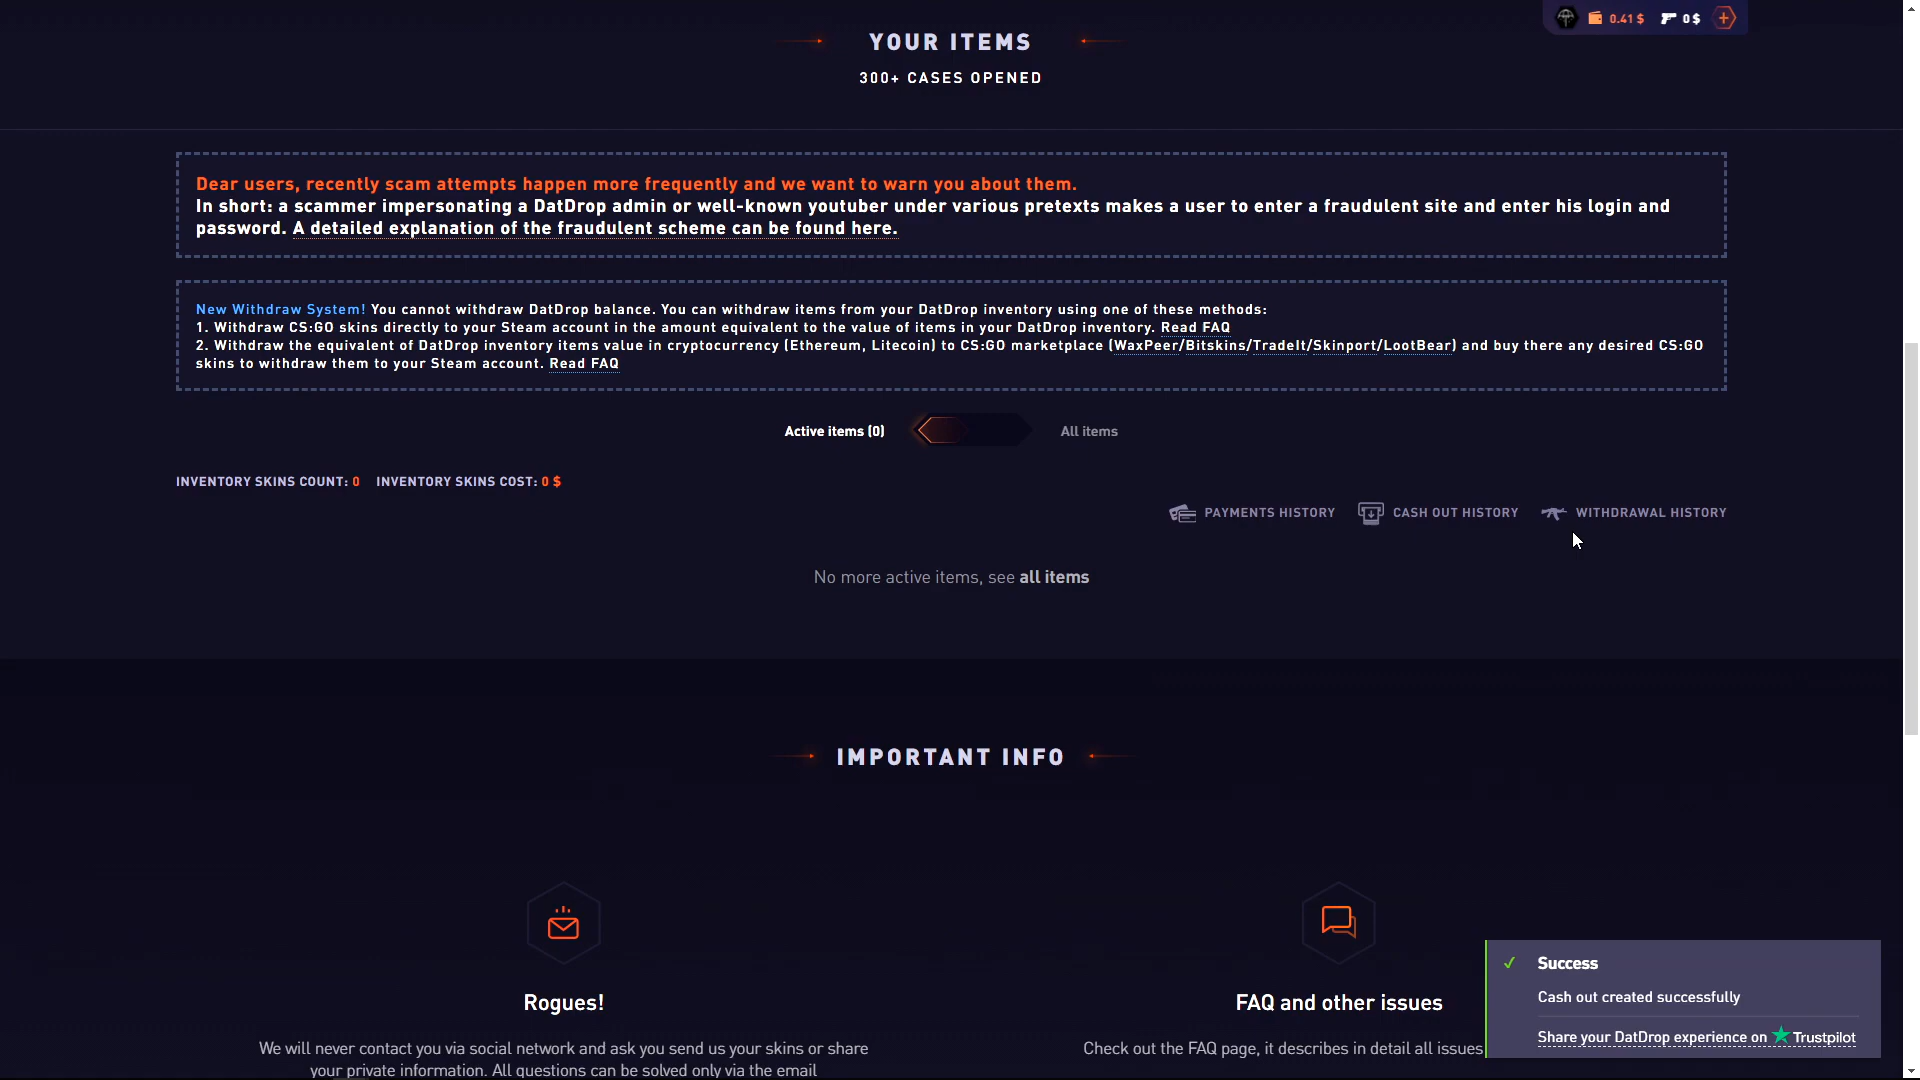 0.41 $ 0 $
YOUR ITEMS
300+ CASES OPENED
Dear users, recently scam attempts happen more frequently and we want to warn you about them.
In short: a scammer impersonating a DatDrop admin or well-known youtuber under various pretexts makes a user to enter a fraudulent site and enter his login and
password. A detailed explanation of the fraudulent scheme can be found here.
New Withdraw System! You cannot withdraw DatDrop balance. You can withdraw items from your DatDrop inventory using one of these methods:
1. Withdraw CS:GO skins directly to your Steam account in the amount equivalent to the value of items in your DatDrop inventory. Read FAQ
2. Withdraw the equivalent of DatDrop inventory items value in cryptocurrency (Ethereum, Litecoin) to CS:GO marketplace (WaxPeer/Bitskins/TradeIt/Skinport/LootBear) and buy there any desired CS:GO
skins to withdraw them to your Steam account. Read FAQ
Active items (0) All items
INVENTORY SKINS COUNT: 0 INVENTORY SKINS COST: 0 $
PAYMENTS HISTORY CASH OUT HISTORY WITHDRAWAL HISTORY
No more active items, see all items
IMPORTANT INFO
Rogues!
We will never contact you via social network and ask you send us your skins or share
your private information. All questions can be solved only via the email
FAQ and other issues
Check out the FAQ page, it describes in detail all issues
Success
Cash out created successfully
Share your DatDrop experience on Trustpilot